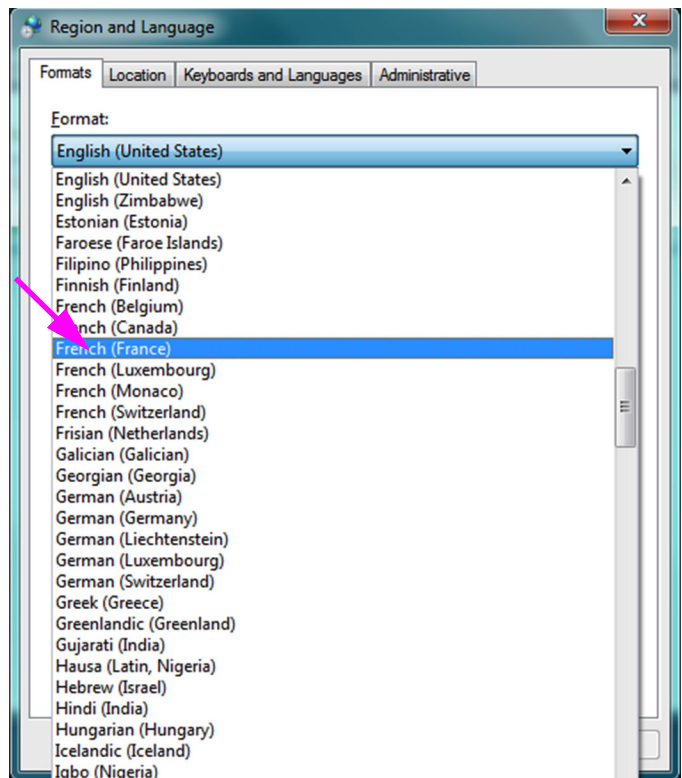 Region and Language
Formats Location Keyboards and Languages Administrative
Format:
English (United States)
English (United States)
English (Zimbabwe)
Estonian (Estonia)
Faroese (Faroe Islands)
Filipino (Philippines)
Finnish (Finland)
French (Belgium)
French (Canada)
French (France)
French (Luxembourg)
French (Monaco)
French (Switzerland)
Frisian (Netherlands)
Galician (Galician)
Georgian (Georgia)
German (Austria)
German (Germany)
German (Liechtenstein)
German (Luxembourg)
German (Switzerland)
Greek (Greece)
Greenlandic (Greenland)
Gujarati (India)
Hausa (Latin, Nigeria)
Hebrew (Israel)
Hindi (India)
Hungarian (Hungary)
Icelandic (Iceland)
Igbo (Nigeria)